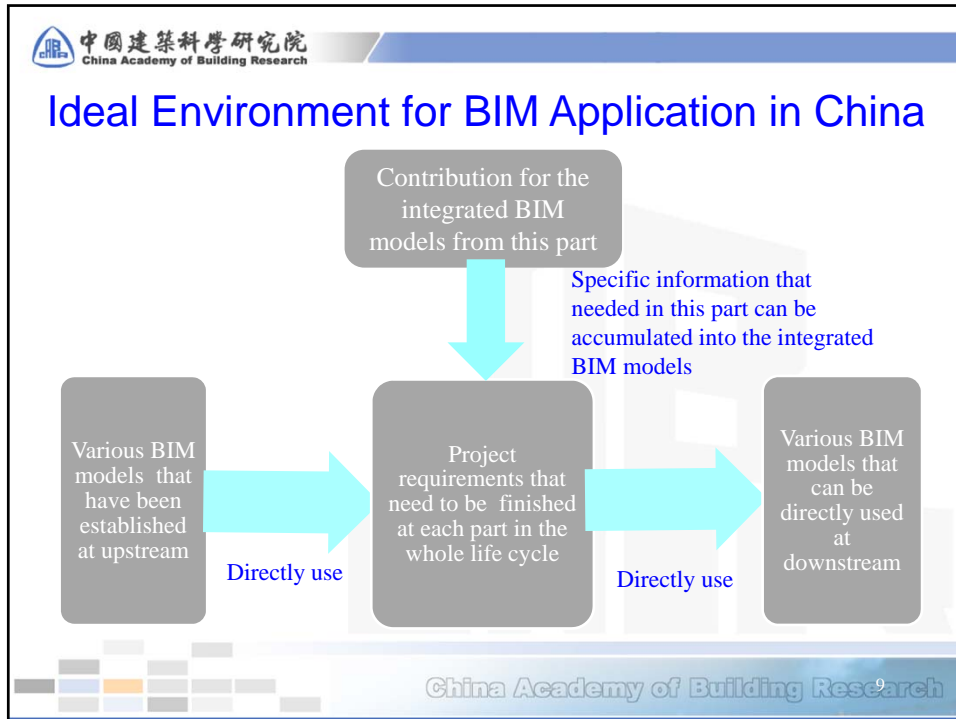 中國建築科學研究院
China Academy of Building Research
Ideal Environment for BIM Application in China
Contribution for the
integrated BIM
models from this part
Specific information that
needed in this part can be
accumulated into the integrated
BIM models
Various BIM
models that
have been
established
at upstream
Directly use
Project
requirements that
need to be finished
at each part in the
whole life cycle
Directly use
Various BIM
models that
can be
directly used
at
downstream
China Academy of Building Research
9